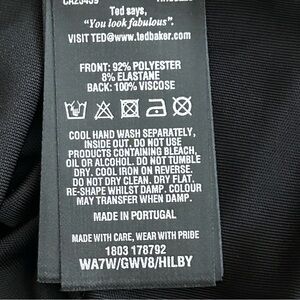 Ted says,
"You look fabulous".
VISIT TED@www.tedbaker.com
FRONT: 92% POLYESTER
8% ELASTANE
BACK: 100% VISCOSE
COOL HAND WASH SEPARATELY,
INSIDE OUT. DO NOT USE
PRODUCTS CONTAINING BLEACH,
OIL OR ALCOHOL. DO NOT TUMBLE
DRY. COOL IRON ON REVERSE.
DO NOT DRY CLEAN. DRY FLAT.
RE-SHAPE WHILST DAMP. COLOUR
MAY TRANSFER WHEN DAMP.
MADE IN PORTUGAL
MADE WITH CARE, WEAR WITH PRIDE
1803 178792
WA7W/GWV8/HILBY